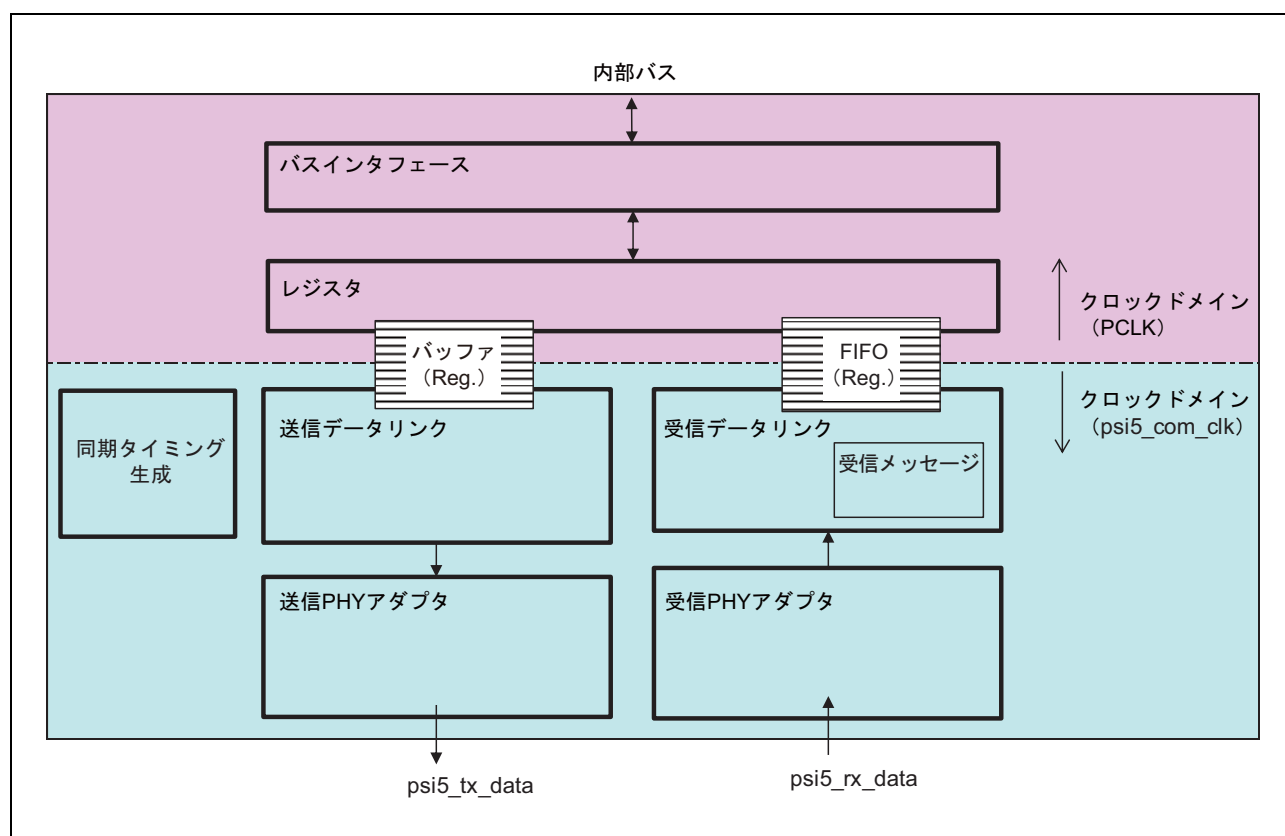 内部バス
バスインタフェース
レジスタ
クロックドメイン
（PCLK）
バッファ
（Reg.）
FIFO
（Reg.）
クロックドメイン
（psi5_com_clk）
同期タイミング
生成
送信データリンク
受信データリンク
受信メッセージ
送信PHYアダプタ
受信PHYアダプタ
psi5_tx_data
psi5_rx_data